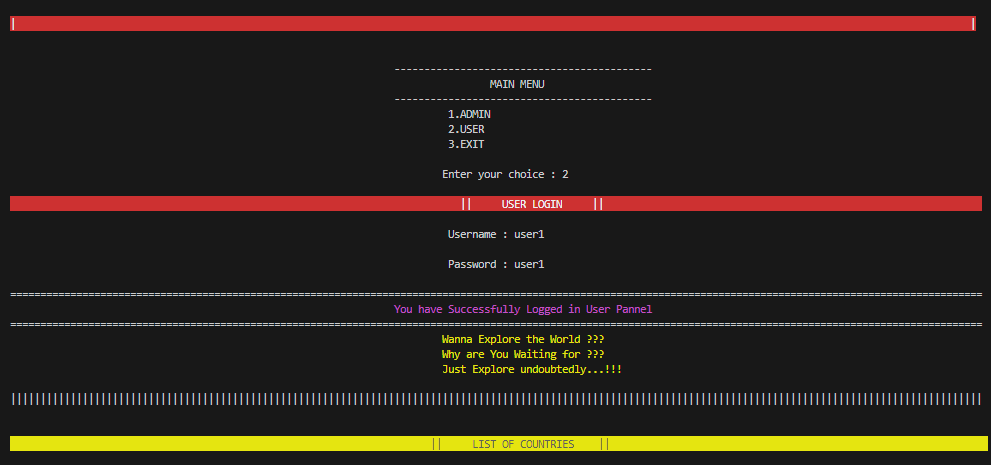 |                                                                 |
------------------------------------------
MAIN MENU
------------------------------------------
1.ADMIN
2.USER
3.EXIT
Enter your choice : 2
||     USER LOGIN     ||
Username : user1
Password : user1
==================================================================================================================================================================
You have Successfully Logged in User Pannel
==================================================================================================================================================================
Wanna Explore the World ???
Why are You Waiting for ???
Just Explore undoubtedly...!!!
||||||||||||||||||||||||||||||||||||||||||||||||||||||||||||||||||||||||||||||||||||||||||||||||||||||||||||||||||||||||||||||||||||||||||||||||||||||||||||||||||
||     LIST OF COUNTRIES     ||